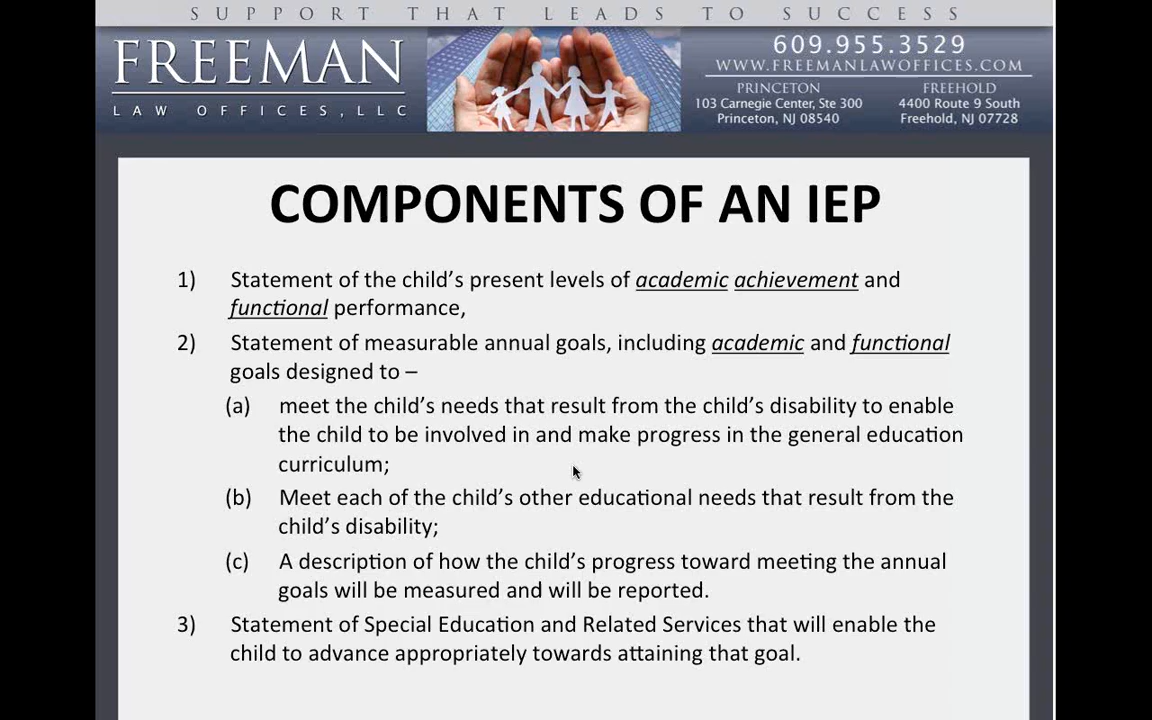 SUPPORT THAT LEADS TO SUCCESS
FREEMAN
LAW OFFICES, LLC
609.955.3529
WWW.FREEMANLAWOFFICES.COM
PRINCETON
103 Carnegie Center, Ste 300
Princeton, NJ 08540
FREEHOLD
4400 Route 9 South
Freehold, NJ 07728
COMPONENTS OF AN IEP
1) Statement of the child’s present levels of academic achievement and
functional performance,
2) Statement of measurable annual goals, including academic and functional
goals designed to –
(a) meet the child’s needs that result from the child’s disability to enable
the child to be involved in and make progress in the general education
curriculum;
(b) Meet each of the child’s other educational needs that result from the
child’s disability;
(c) A description of how the child’s progress toward meeting the annual
goals will be measured and will be reported.
3) Statement of Special Education and Related Services that will enable the
child to advance appropriately towards attaining that goal.